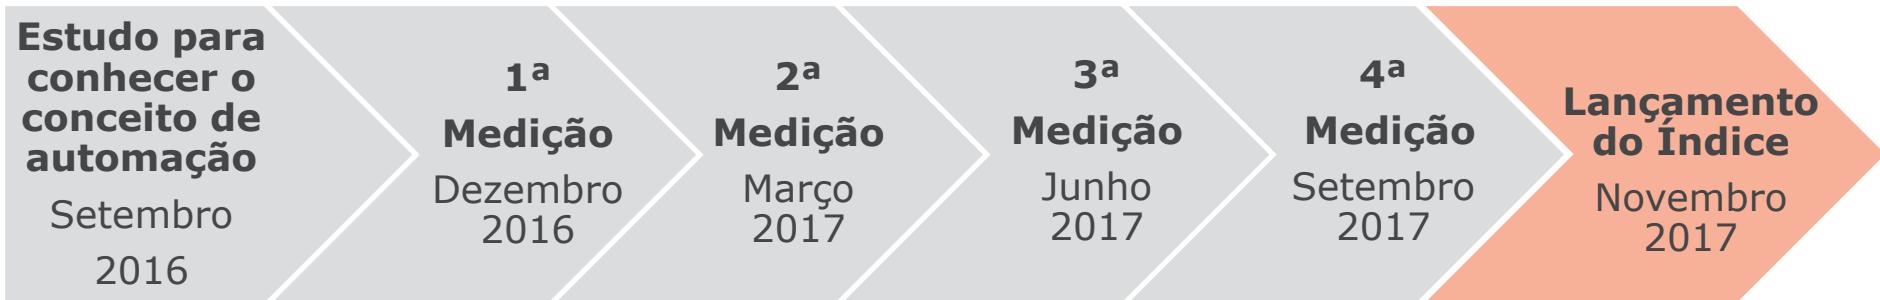 Estudo para
conhecer o
conceito de
automação
Setembro
2016
1ª
Medição
Dezembro
2016
2ª
Medição
Março
2017
3ª
Medição
Junho
2017
4ª
Medição
Setembro
2017
Lançamento
do Índice
Novembro
2017